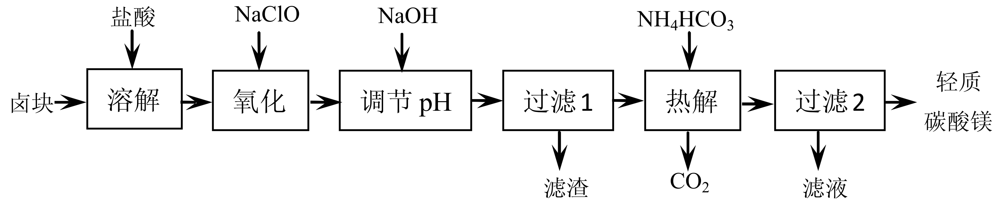 盐酸
NaClO
NaOH
NH₄HCO₃
卤块
溶解
氧化
调节 pH
过滤1
热解
过滤2
轻质
碳酸镁
滤渣
CO₂
滤液